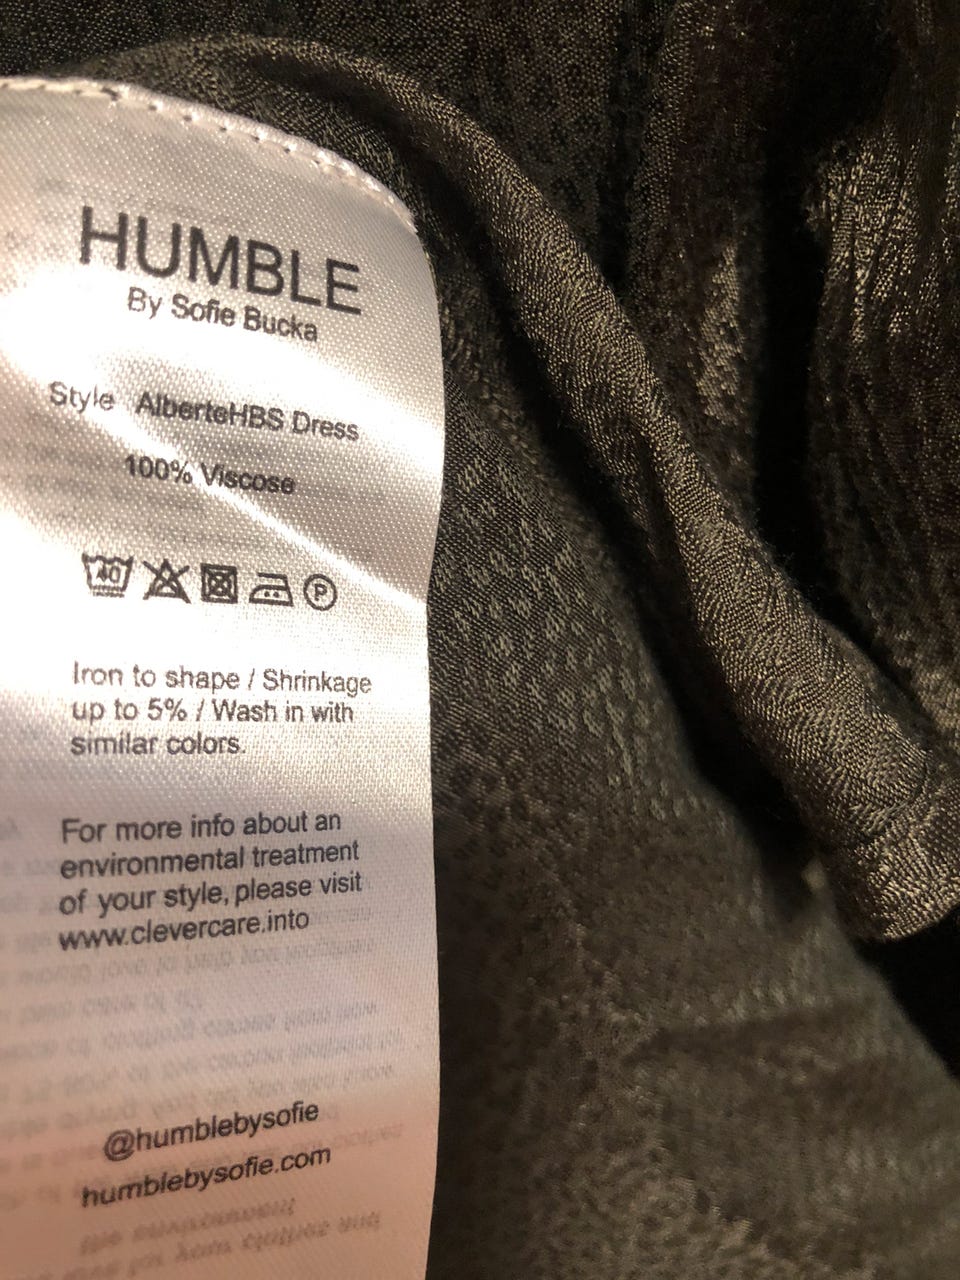 HUMBLE
By Sofie Bucka
Style AlberteHBS Dress
100% Viscose
40 P
Iron to shape / Shrinkage
up to 5% / Wash in with
similar colors.
For more info about an
environmental treatment
of your style, please visit
www.clevercare.into
@humblebysofie
humblebysofie.com